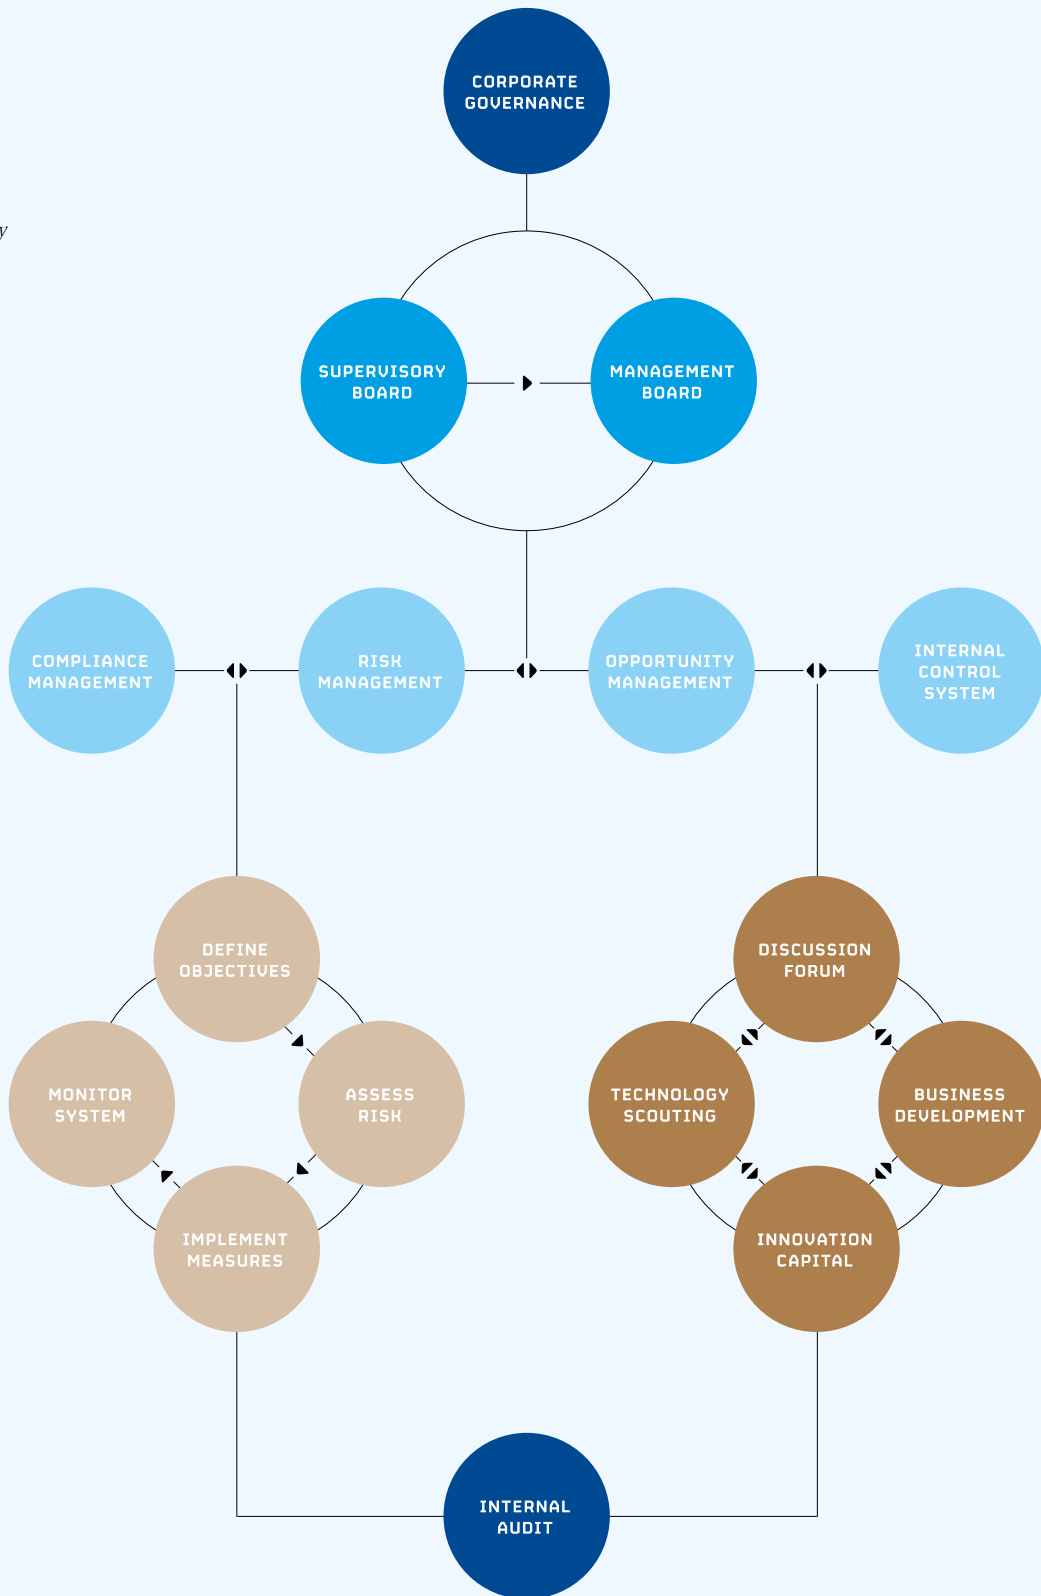 CORPORATE
GOVERNANCE
y
SUPERVISORY
BOARD
MANAGEMENT
BOARD
COMPLIANCE
MANAGEMENT
RISK
MANAGEMENT
OPPORTUNITY
MANAGEMENT
INTERNAL
CONTROL
SYSTEM
DEFINE
OBJECTIVES
DISCUSSION
FORUM
MONITOR
SYSTEM
ASSESS
RISK
TECHNOLOGY
SCOUTING
BUSINESS
DEVELOPMENT
IMPLEMENT
MEASURES
INNOVATION
CAPITAL
INTERNAL
AUDIT